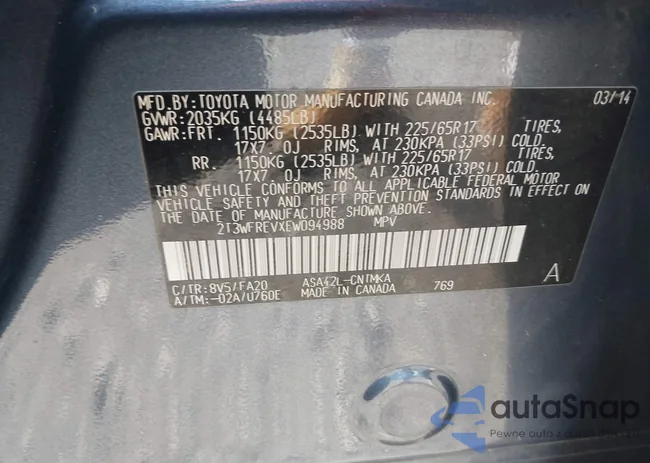 MFD.BY:TOYOTA MOTOR MANUFACTURING CANADA INC. 03/14
GVWR:2035KG (4485LB)
GAWR:FRT. 1150KG (2535LB) WITH 225/65R17 TIRES,
17X7.0J RIMS, AT 230KPA (33PSI) COLD.
RR. 1150KG (2535LB) WITH 225/65R17 TIRES,
17X7.0J RIMS, AT 230KPA (33PSI) COLD.
THIS VEHICLE CONFORMS TO ALL APPLICABLE FEDERAL MOTOR
VEHICLE SAFETY AND THEFT PREVENTION STANDARDS IN EFFECT ON
THE DATE OF MANUFACTURE SHOWN ABOVE.
2T3WFREVXEW094988 MPV
A
C/TR:8V5/FA20 ASA42L-CNTMKA 769
A/TM:-02A/U760E MADE IN CANADA
autaSnap
Pewne auto z